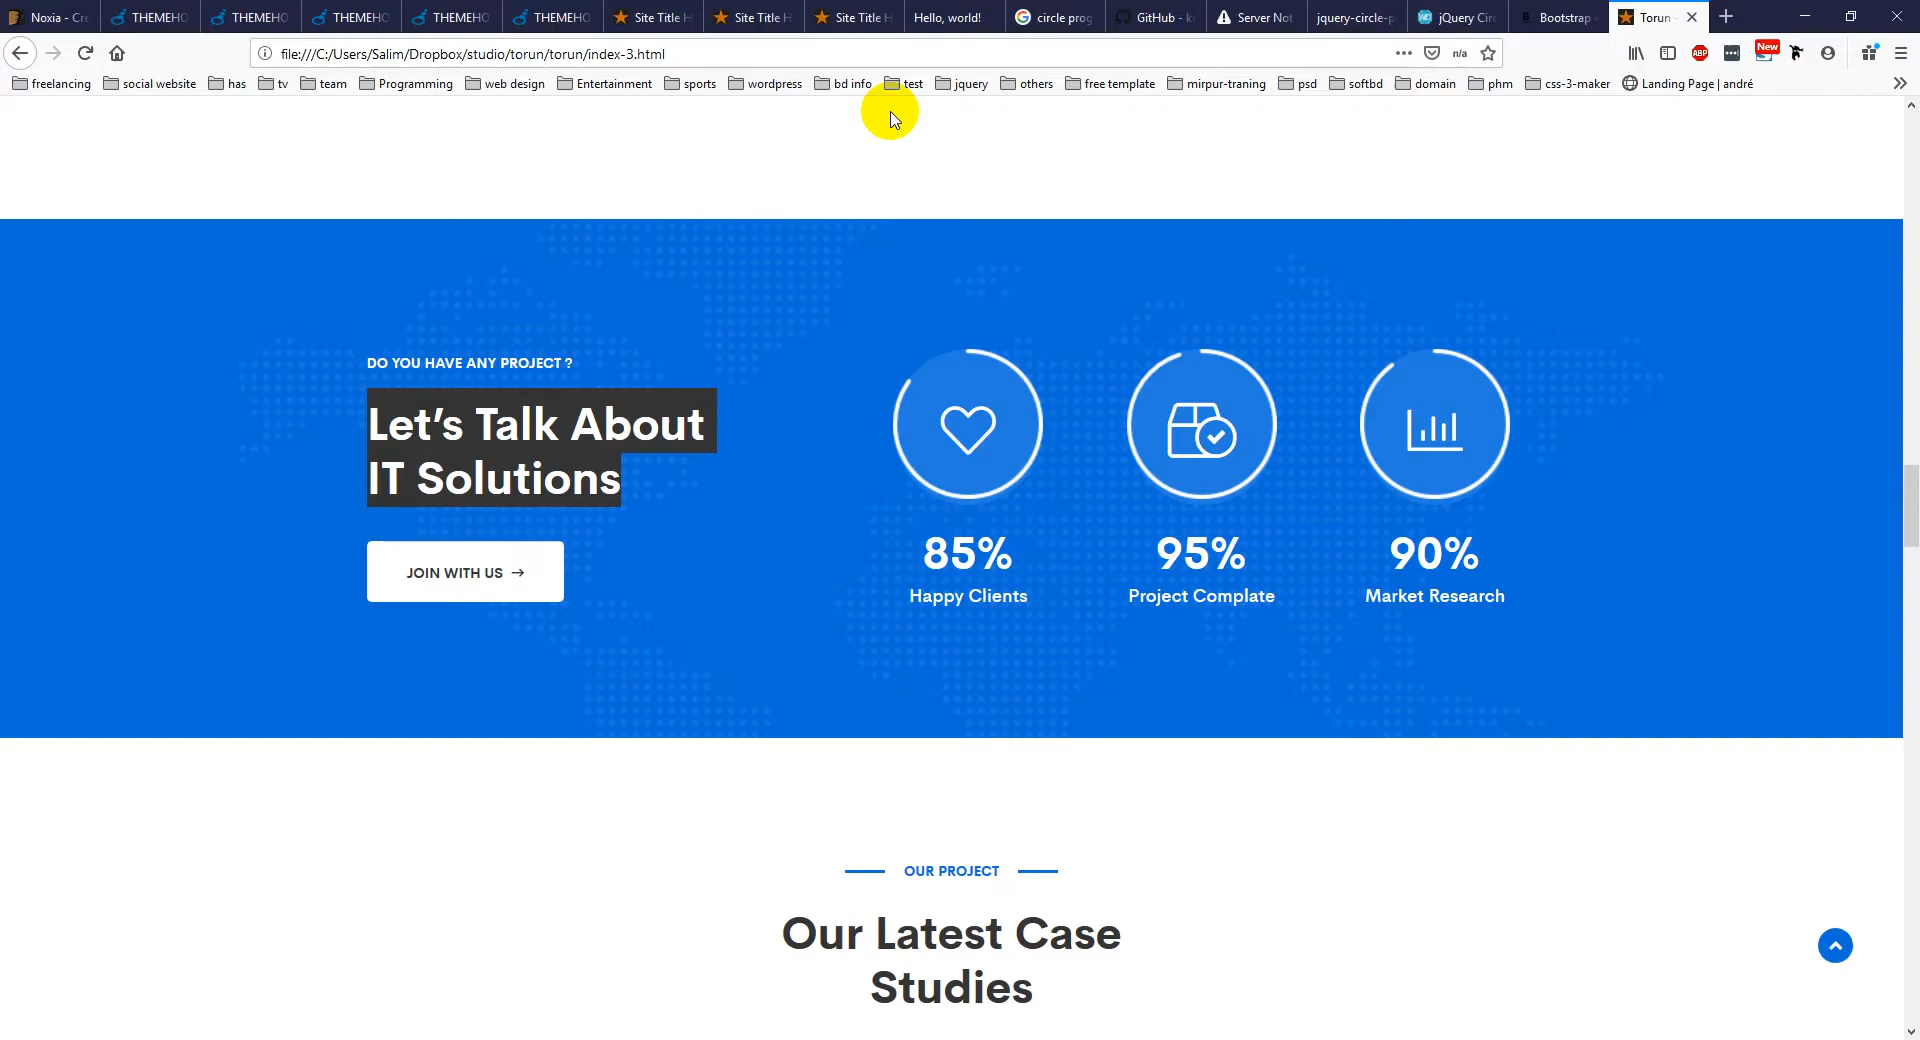 Noxia - Cre THEMEHO THEMEHO THEMEHO THEMEHO THEMEHO Site Title H Site Title H Site Title H Hello, world! circle prog GitHub - k Server Not jquery-circle-p jQuery Circ Bootstrap Torun -
file:///C:/Users/Salim/Dropbox/studio/torun/torun/index-3.html n/a ABP New
freelancing social website has tv team Programming web design Entertainment sports wordpress bd info test jquery others free template mirpur-traning psd softbd domain phm css-3-maker Landing Page | andré
DO YOU HAVE ANY PROJECT ?
Let’s Talk About
IT Solutions
JOIN WITH US →
85% 95% 90%
Happy Clients Project Complate Market Research
OUR PROJECT
Our Latest Case
Studies